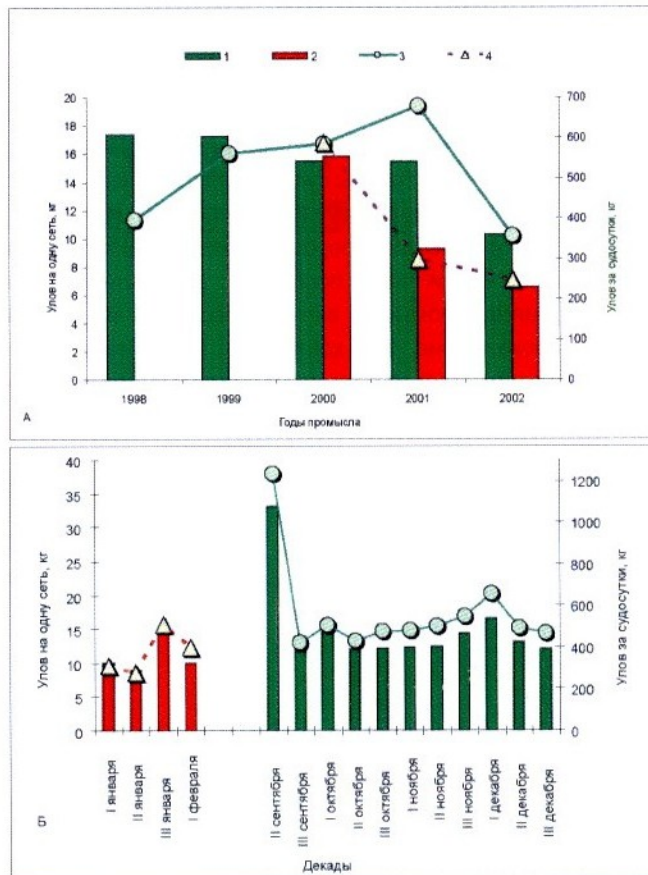 1 2 3 4
Улов на одну сеть, кг
20
18
16
14
12
10
8
6
4
2
0
700
600
500
400
300
200
100
0
Улов за судосутки, кг
1998 1999 2000 2001 2002
А
Годы промысла
Улов на одну сеть, кг
40
35
30
25
20
15
10
5
0
1200
1000
800
600
400
200
0
Улов за судосутки, кг
I января
II января
III января
I февраля
II сентября
III сентября
I октября
II октября
III октября
I ноября
II ноября
III ноября
I декабря
II декабря
III декабря
Б
Декады